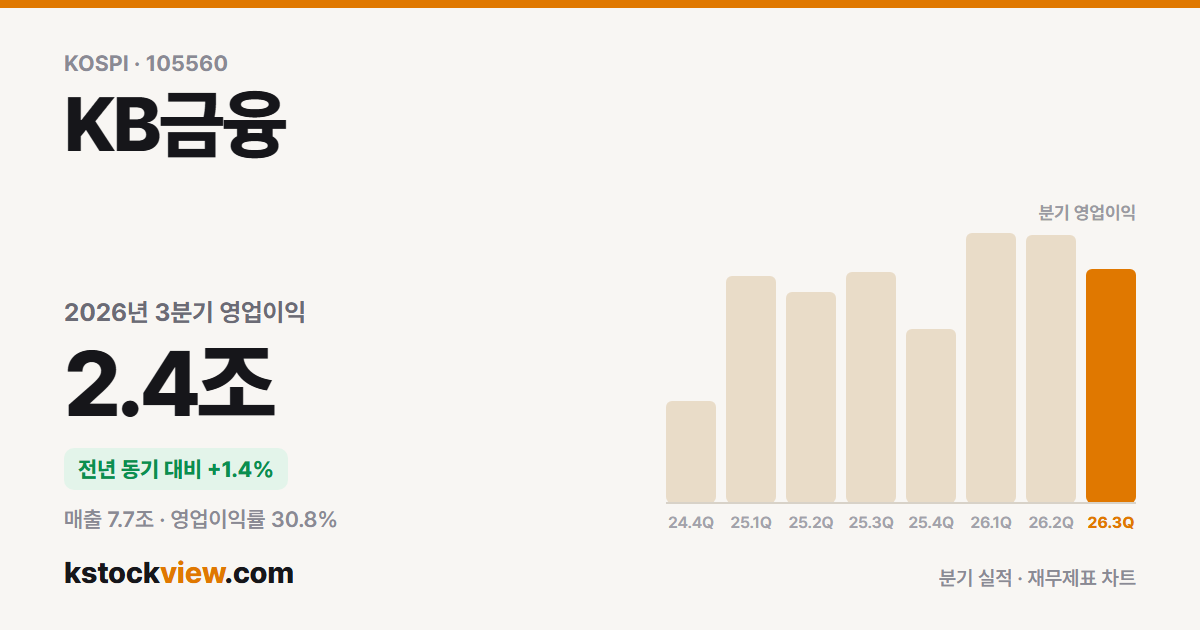 KOSPI · 105560
KB금융
2026년 3분기 영업이익
2.4조
전년 동기 대비 +1.4%
매출 7.7조 · 영업이익률 30.8%
kstockview.com
분기 영업이익
24.4Q 25.1Q 25.2Q 25.3Q 25.4Q 26.1Q 26.2Q 26.3Q
분기 실적 · 재무제표 차트